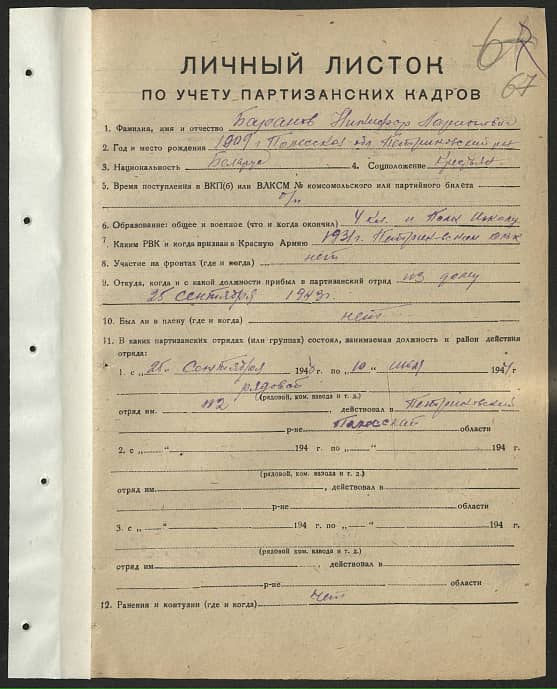 67
ЛИЧНЫЙ ЛИСТОК
ПО УЧЕТУ ПАРТИЗАНСКИХ КАДРОВ
1. Фамилия, имя и отчество Баранов Никифор
2. Год и место рождения 1909 г Полесская обл. Петриковский р-н
3. Национальность Беларус 4. Соцположение Крестьян
5. Время поступления в ВКП(б) или ВЛКСМ № комсомольского или партийного билета
б/п
6. Образование: общее и военное (что и когда окончил) 4 кл. и Полк Школу
7. Каким РВК и когда призван в Красную Армию 1931 г.
8. Участие на фронтах (где и когда) нет
9. Откуда, когда и с какой должности прибыл в партизанский отряд из дому
25 сентября 1943 г.
10. Был ли в плену (где и когда) нет
11. В каких партизанских отрядах (или группах) состоял, занимаемая должность и район действия
отряда:
1. с „25“ Сентября 1943 г. по „10“ июля 1944 г.
рядовой
(рядовой, ком. взвода и т. д.)
отряд им. №2, действовал в Петриковский
р-не Полесской области
2. с „ “ 194 г. по „ “ 194 г.
(рядовой, ком. взвода и т. д.)
отряд им. , действовал в
р-не области
3. с „ “ 194 г. по „ “ 194 г.
(рядовой, ком. взвода и т. д.)
отряд им. , действовал в
р-не области
12. Ранения и контузии (где и когда) нет